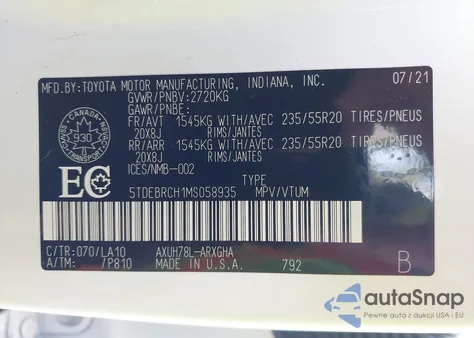 MFD.BY:TOYOTA MOTOR MANUFACTURING, INDIANA, INC. 07/21
GVWR/PNBV:2720KG
GAWR/PNBE:
FR/AVT 1545KG WITH/AVEC 235/55R20 TIRES/PNEUS
20X8J RIMS/JANTES
RR/ARR 1545KG WITH/AVEC 235/55R20 TIRES/PNEUS
20X8J RIMS/JANTES
ICES/NMB-002
CANADA
930
TRANSPORT
EC
TYPE
5TDEBRCH1MS058935 MPV/VTUM
C/TR:070/LA10 AXUH78L-ARXGHA
A/TM: /P810 MADE IN U.S.A. 792 B
autoSnap
Pewne auta z aukcji USA i EU